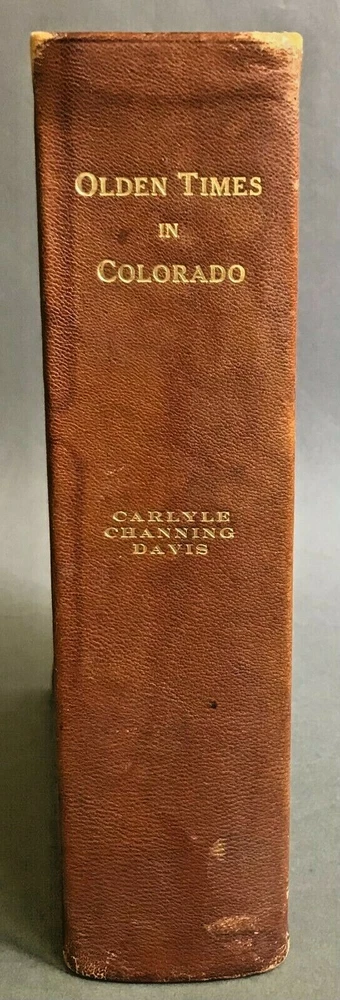 OLDEN TIMES
IN
COLORADO
CARLYLE
CHANNING
DAVIS